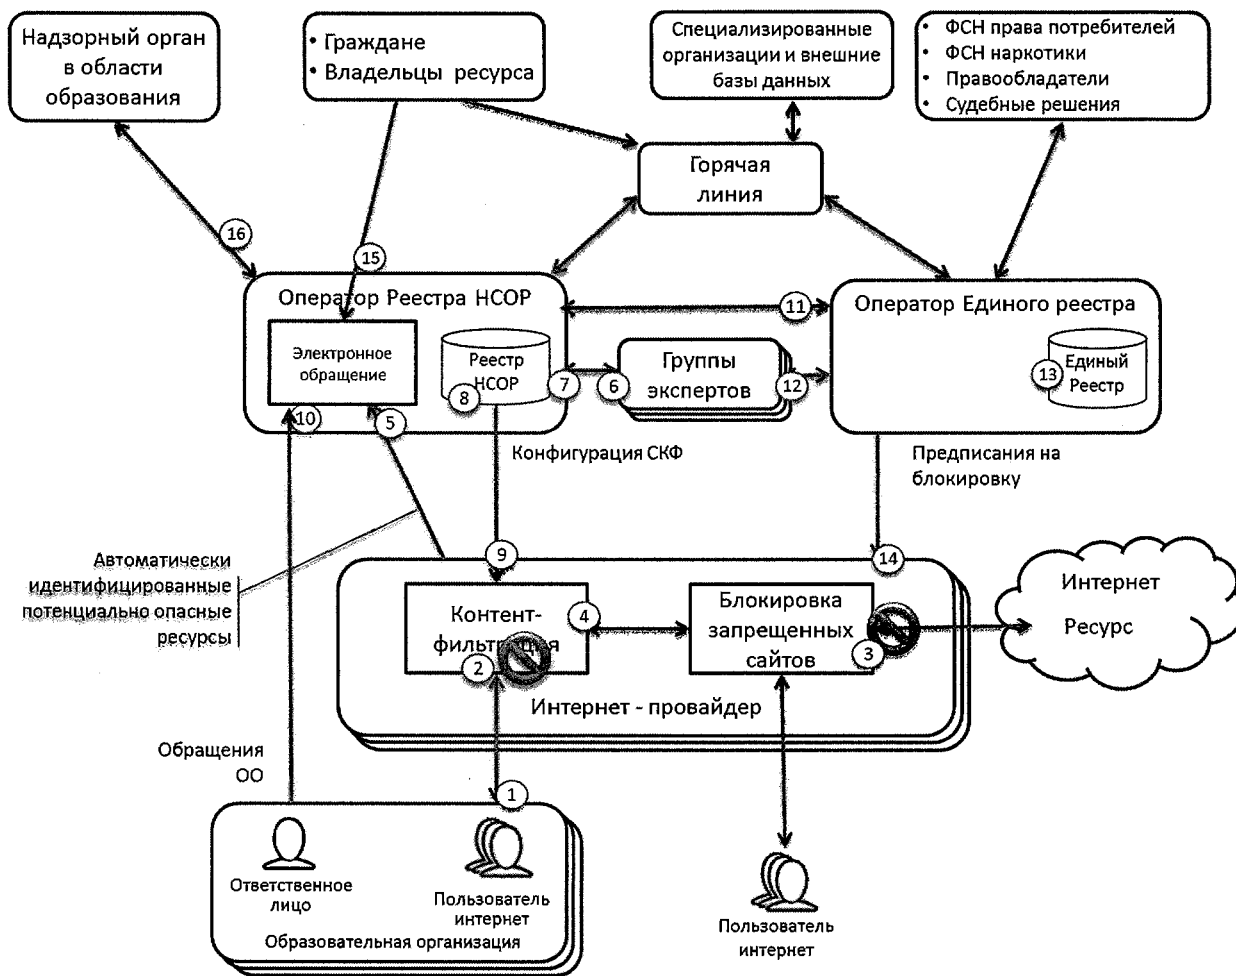 Надзорный орган
в области
образования
• Граждане
• Владельцы ресурса
Специализированные
организации и внешние
базы данных
• ФСН права потребителей
• ФСН наркотики
• Правообладатели
• Судебные решения
Горячая
линия
16
15
Оператор Реестра НСОР
11
Оператор Единого реестра
Электронное
обращение
Реестр
НСОР
8
7
6
Группы
экспертов
12
13
Единый
Реестр
10
5
Конфигурация СКФ
Предписания на
блокировку
Автоматически
идентифицированные
потенциально опасные
ресурсы
9
14
Контент-
фильтрация
2
4
Блокировка
запрещенных
сайтов
3
Интернет
Ресурс
Интернет - провайдер
Обращения
ОО
1
Ответственное
лицо
Пользователь
интернет
Образовательная организация
Пользователь
интернет